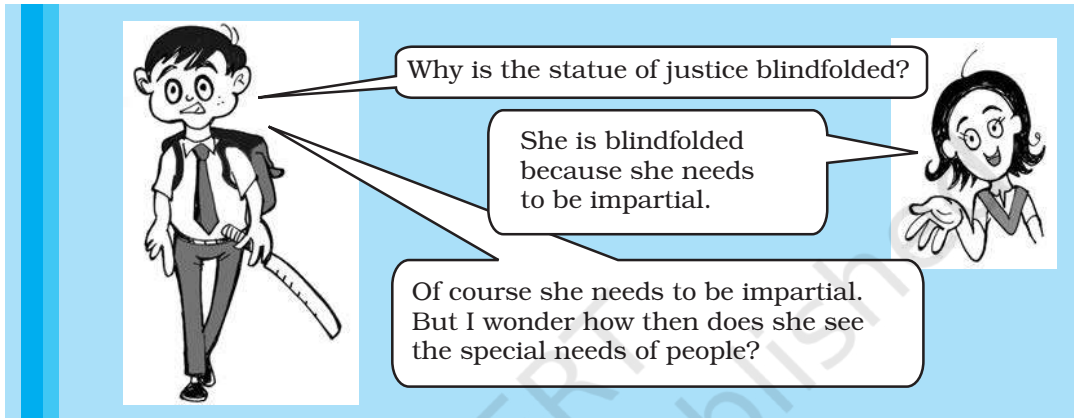 Why is the statue of justice blindfolded?
She is blindfolded
because she needs
to be impartial.
Of course she needs to be impartial.
But I wonder how then does she see
the special needs of people?